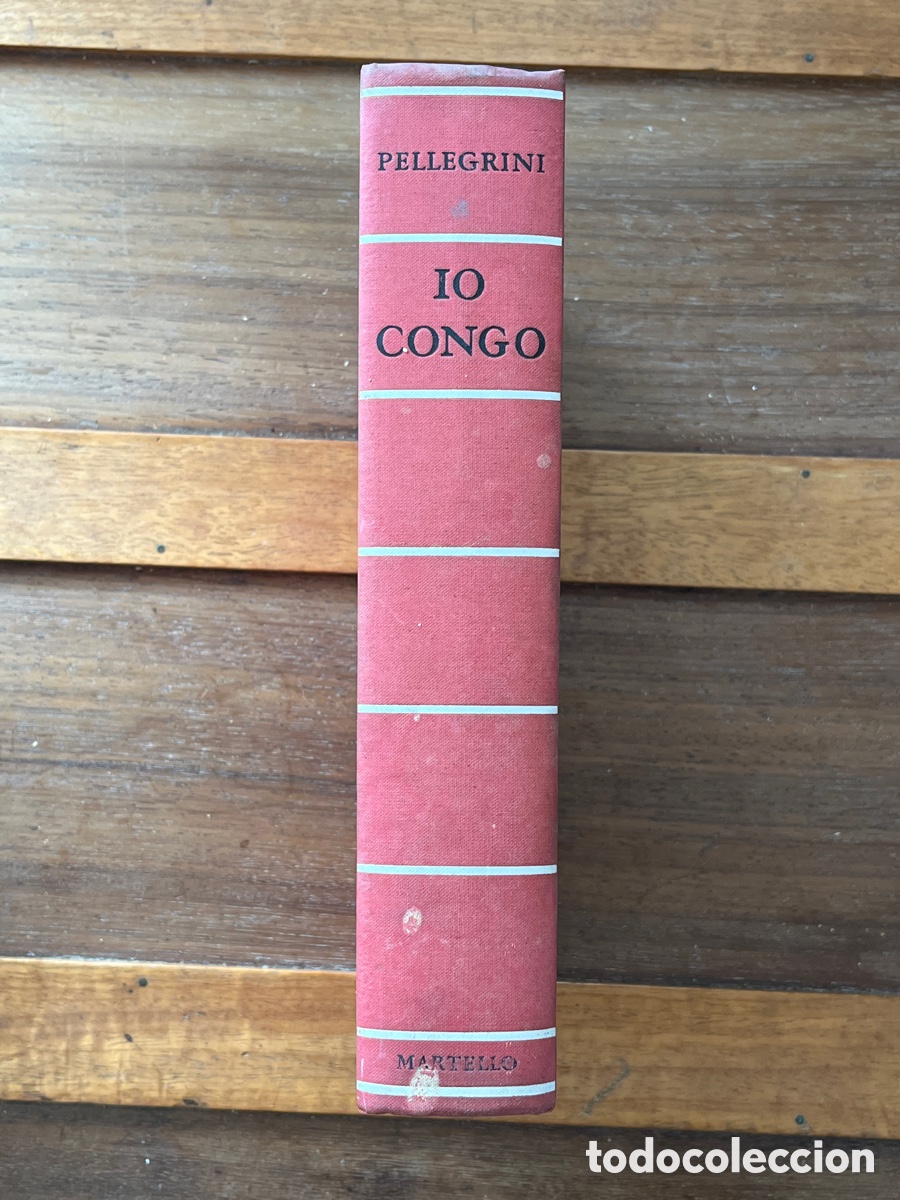 PELLEGRINI
IO
CONGO
MARTELLO
todocoleccion